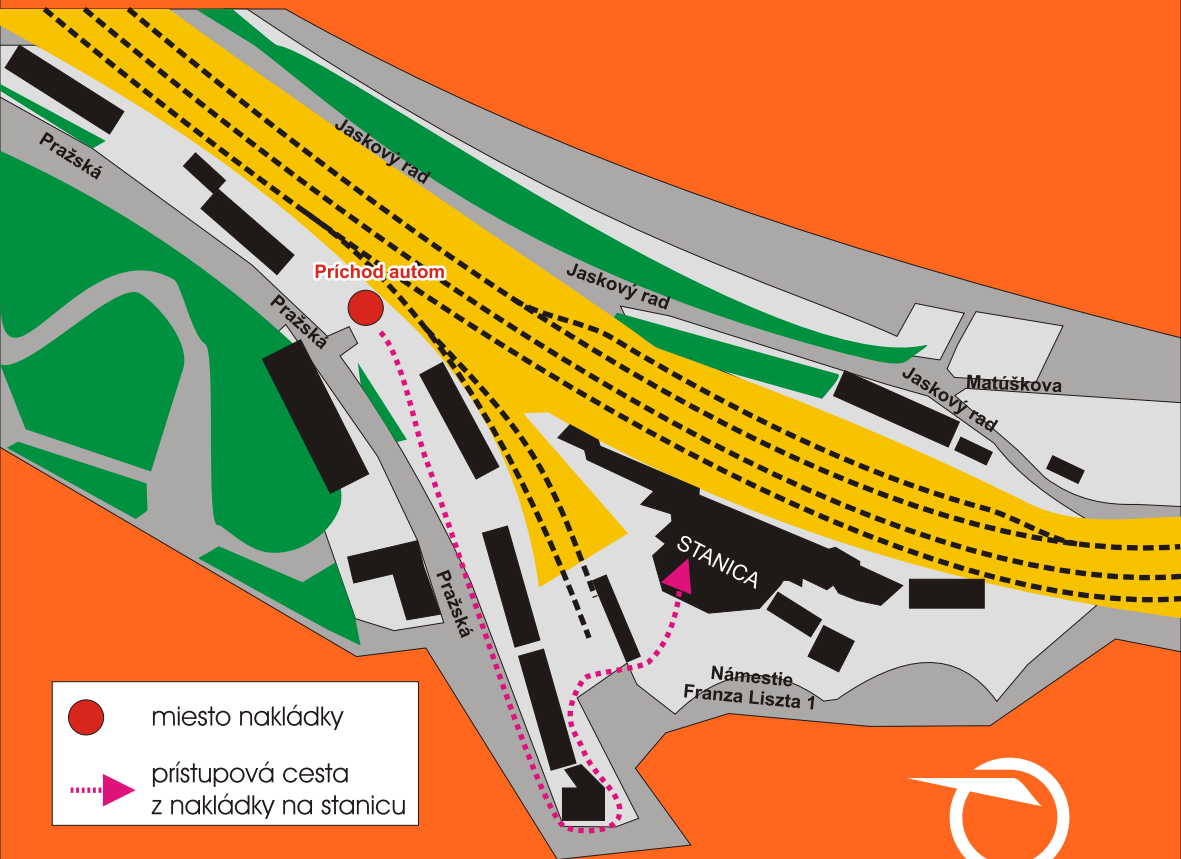 Jaskový rad
Pražská
Príchod autom
Jaskový rad
Pražská
Jaskový rad
Matúškova
STANICA
Pražská
Námestie
Franza Liszta 1
miesto nakládky
prístupová cesta
z nakládky na stanicu